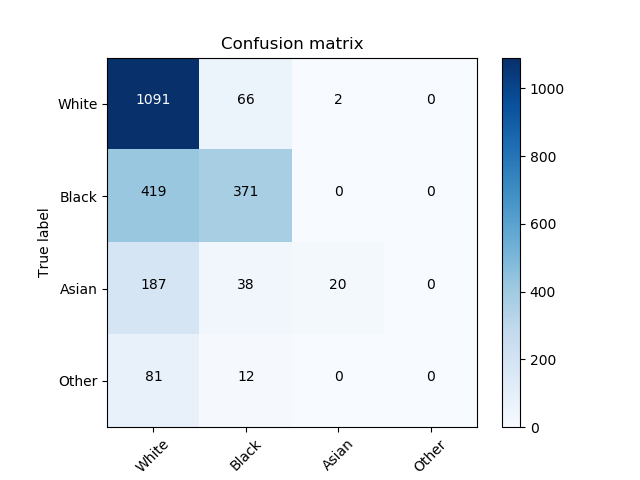 Confusion matrix
True label
White 1091 66 2 0
Black 419 371 0 0
Asian 187 38 20 0
Other 81 12 0 0
White Black Asian Other
1000
800
600
400
200
0